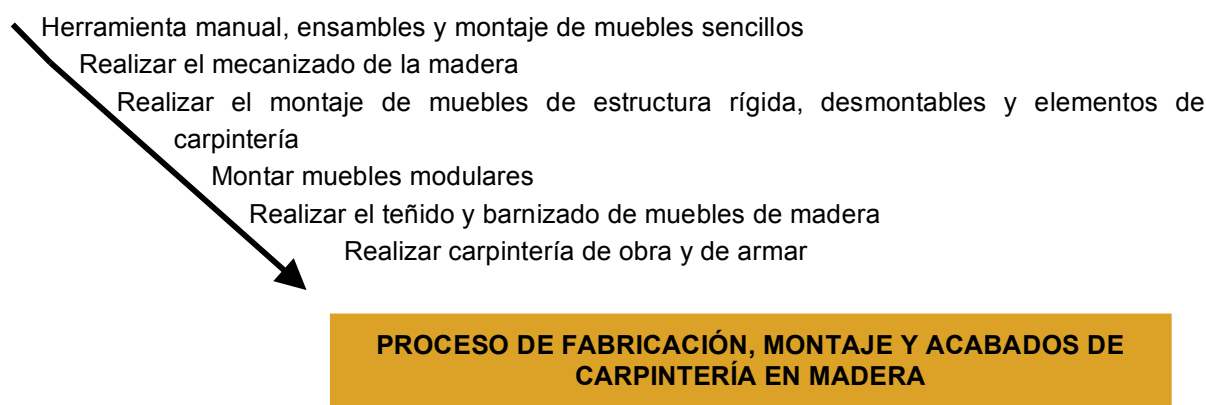 Herramienta manual, ensambles y montaje de muebles sencillos
Realizar el mecanizado de la madera
Realizar el montaje de muebles de estructura rígida, desmontables y elementos de
carpintería
Montar muebles modulares
Realizar el teñido y barnizado de muebles de madera
Realizar carpintería de obra y de armar
PROCESO DE FABRICACIÓN, MONTAJE Y ACABADOS DE
CARPINTERÍA EN MADERA